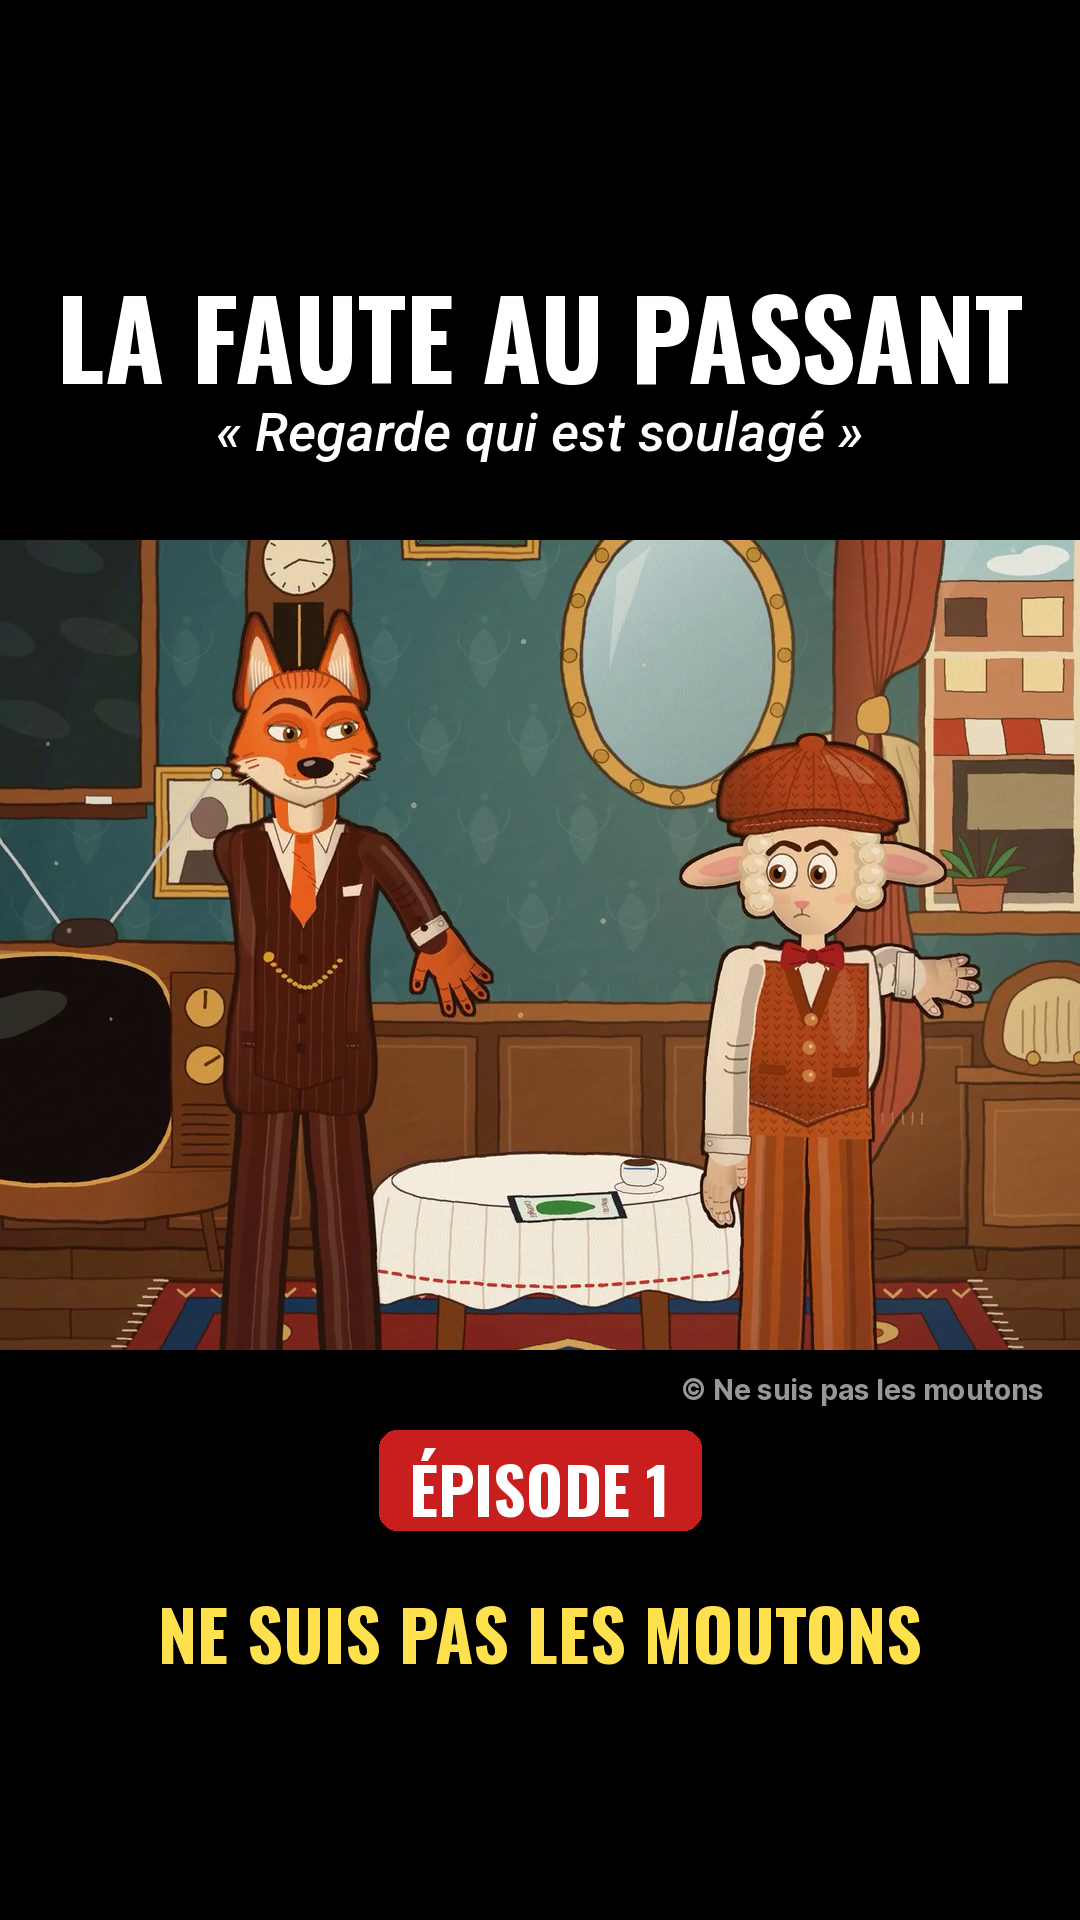 LA FAUTE AU PASSANT
« Regarde qui est soulagé »
© Ne suis pas les moutons
ÉPISODE 1
NE SUIS PAS LES MOUTONS